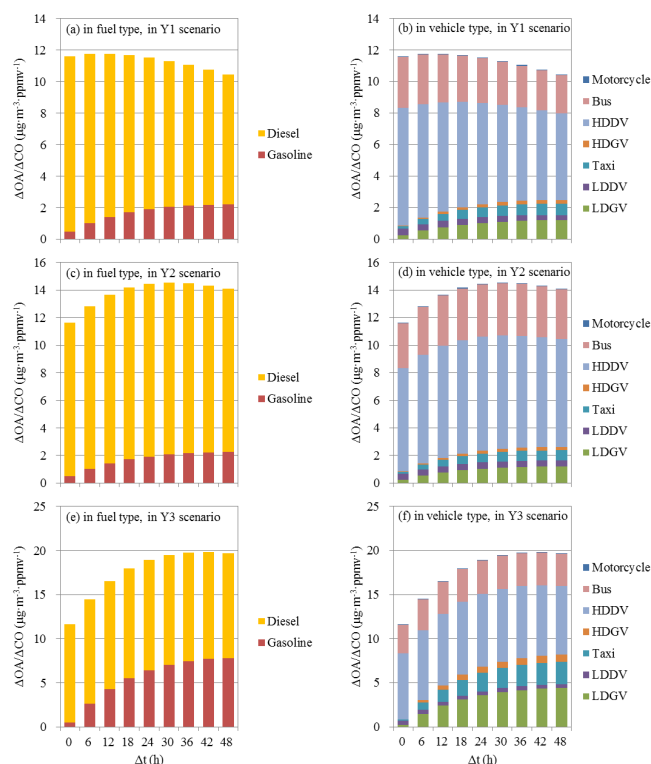 (a) in fuel type, in Y1 scenario
14
12
10
8
6
4
2
0
ΔOA/ΔCO (μg·m-3·ppmv-1)
Diesel
Gasoline
(b) in vehicle type, in Y1 scenario
14
12
10
8
6
4
2
0
ΔOA/ΔCO (μg·m-3·ppmv-1)
Motorcycle
Bus
HDDV
HDGV
Taxi
LDDV
LDGV
(c) in fuel type, in Y2 scenario
16
14
12
10
8
6
4
2
0
ΔOA/ΔCO (μg·m-3·ppmv-1)
Diesel
Gasoline
(d) in vehicle type, in Y2 scenario
16
14
12
10
8
6
4
2
0
ΔOA/ΔCO (μg·m-3·ppmv-1)
Motorcycle
Bus
HDDV
HDGV
Taxi
LDDV
LDGV
(e) in fuel type, in Y3 scenario
25
20
15
10
5
0
ΔOA/ΔCO (μg·m-3·ppmv-1)
Diesel
Gasoline
0 6 12 18 24 30 36 42 48
Δt (h)
(f) in vehicle type, in Y3 scenario
25
20
15
10
5
0
ΔOA/ΔCO (μg·m-3·ppmv-1)
Motorcycle
Bus
HDDV
HDGV
Taxi
LDDV
LDGV
0 6 12 18 24 30 36 42 48
Δt (h)